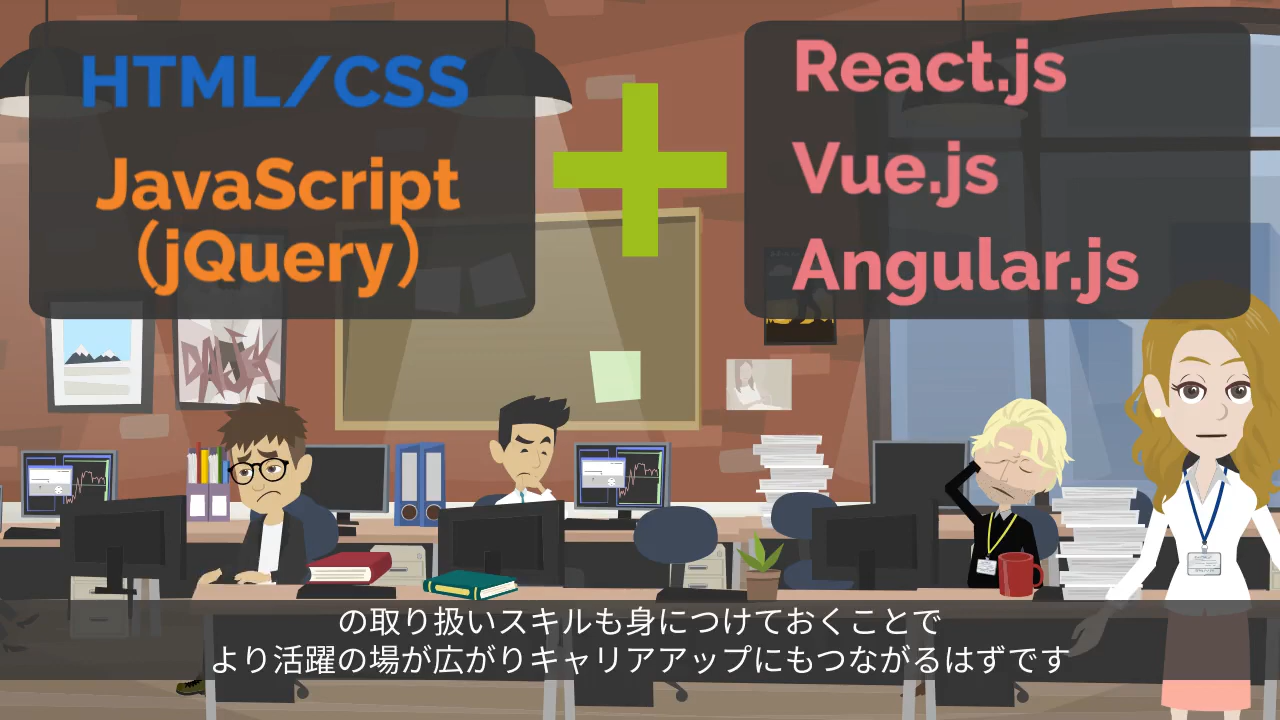 HTML/CSS
JavaScript
(jQuery)
React.js
Vue.js
Angular.js
の取り扱いスキルも身につけておくことで
より活躍の場が広がりキャリアアップにもつながるはずです